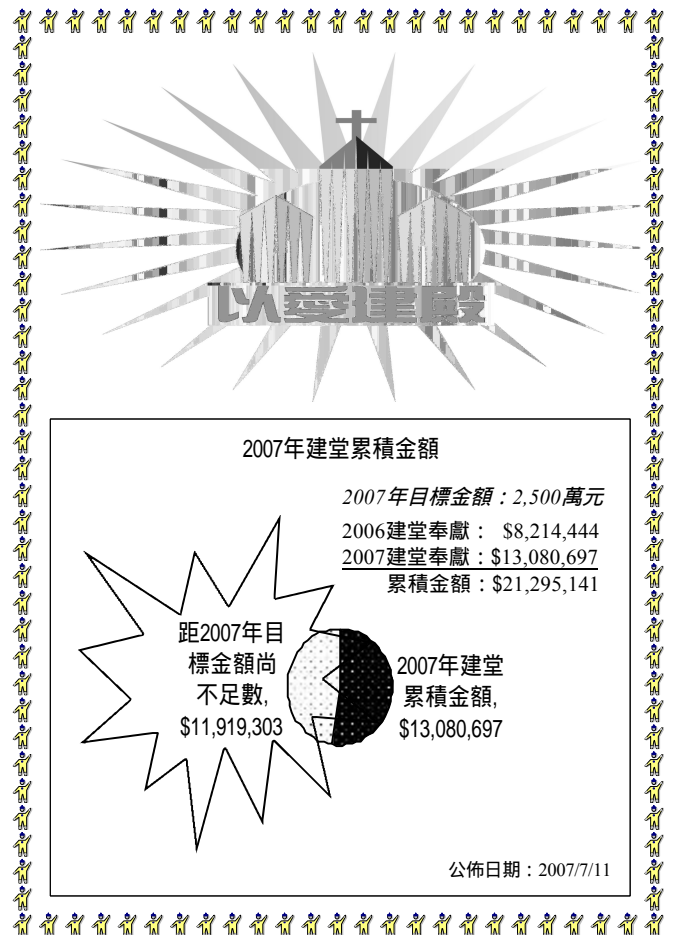 以愛建殿
2007年建堂累積金額
2007年目標金額：2,500萬元
2006建堂奉獻： $8,214,444
2007建堂奉獻：$13,080,697
累積金額：$21,295,141
距2007年目
標金額尚
不足數,
$11,919,303
2007年建堂
累積金額,
$13,080,697
公佈日期：2007/7/11